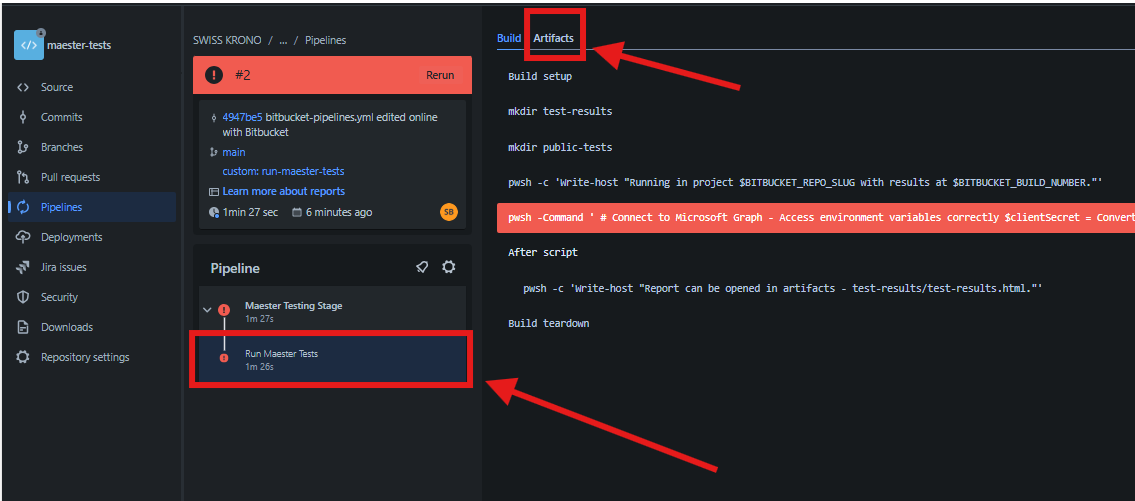 maester-tests
Source
Commits
Branches
Pull requests
Pipelines
Deployments
Jira issues
Security
Downloads
Repository settings
SWISS KRONO / ... / Pipelines
#2 Rerun
4947be5 bitbucket-pipelines.yml edited online
with Bitbucket
main
custom: run-maester-tests
Learn more about reports
1min 27 sec 6 minutes ago SB
Pipeline
Maester Testing Stage
1m 27s
Run Maester Tests
1m 26s
Build Artifacts
Build setup
mkdir test-results
mkdir public-tests
pwsh -c 'Write-host "Running in project $BITBUCKET_REPO_SLUG with results at $BITBUCKET_BUILD_NUMBER."'
pwsh -Command ' # Connect to Microsoft Graph - Access environment variables correctly $clientSecret = Convert
After script
pwsh -c 'Write-host "Report can be opened in artifacts - test-results/test-results.html."'
Build teardown